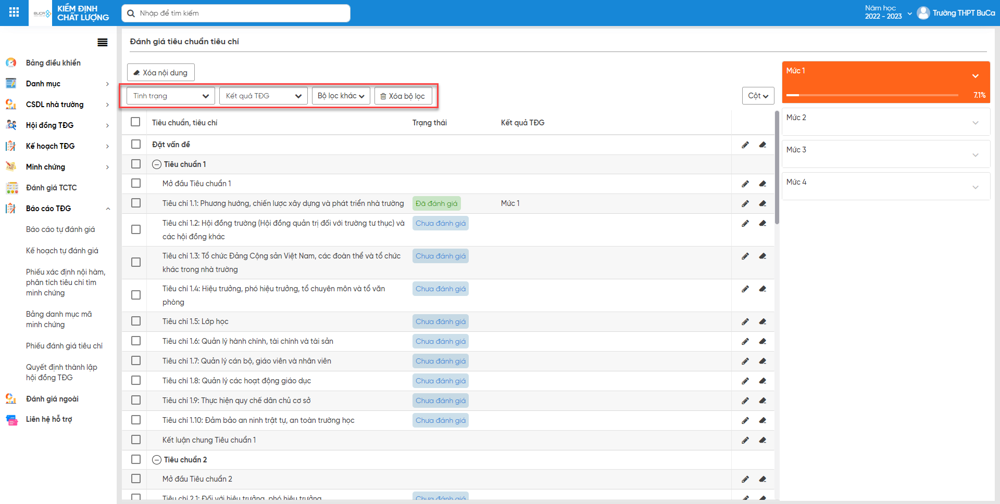 BUCA
KIỂM ĐỊNH
CHẤT LƯỢNG
Nhập để tìm kiếm
Năm học
2022 - 2023
Trường THPT BuCa
Bảng điều khiển
Danh mục
CSDL nhà trường
Hội đồng TĐG
Kế hoạch TĐG
Minh chứng
Đánh giá TCTC
Báo cáo TĐG
Báo cáo tự đánh giá
Kế hoạch tự đánh giá
Phiếu xác định nội hàm,
phân tích tiêu chí tìm
minh chứng
Bảng danh mục mã
minh chứng
Phiếu đánh giá tiêu chí
Quyết định thành lập
hội đồng TĐG
Đánh giá ngoài
Liên hệ hỗ trợ
Đánh giá tiêu chuẩn tiêu chí
Xóa nội dung
Tình trạng
Kết quả TĐG
Bộ lọc khác
Xóa bộ lọc
Cột
Tiêu chuẩn, tiêu chí
Trạng thái
Kết quả TĐG
Đặt vấn đề
Tiêu chuẩn 1
Mở đầu Tiêu chuẩn 1
Tiêu chí 1.1: Phương hướng, chiến lược xây dựng và phát triển nhà trường
Đã đánh giá
Mức 1
Tiêu chí 1.2: Hội đồng trường (Hội đồng quản trị đối với trường tư thục) và
các hội đồng khác
Chưa đánh giá
Tiêu chí 1.3: Tổ chức Đảng Cộng sản Việt Nam, các đoàn thể và tổ chức
khác trong nhà trường
Chưa đánh giá
Tiêu chí 1.4: Hiệu trưởng, phó hiệu trưởng, tổ chuyên môn và tổ văn
phòng
Chưa đánh giá
Tiêu chí 1.5: Lớp học
Chưa đánh giá
Tiêu chí 1.6: Quản lý hành chính, tài chính và tài sản
Chưa đánh giá
Tiêu chí 1.7: Quản lý cán bộ, giáo viên và nhân viên
Chưa đánh giá
Tiêu chí 1.8: Quản lý các hoạt động giáo dục
Chưa đánh giá
Tiêu chí 1.9: Thực hiện quy chế dân chủ cơ sở
Chưa đánh giá
Tiêu chí 1.10: Đảm bảo an ninh trật tự, an toàn trường học
Chưa đánh giá
Kết luận chung Tiêu chuẩn 1
Tiêu chuẩn 2
Mở đầu Tiêu chuẩn 2
Tiêu chí 2.1: Đối với hiệu trưởng, phó hiệu trưởng
Chưa đánh giá
Mức 1
7.1%
Mức 2
Mức 3
Mức 4